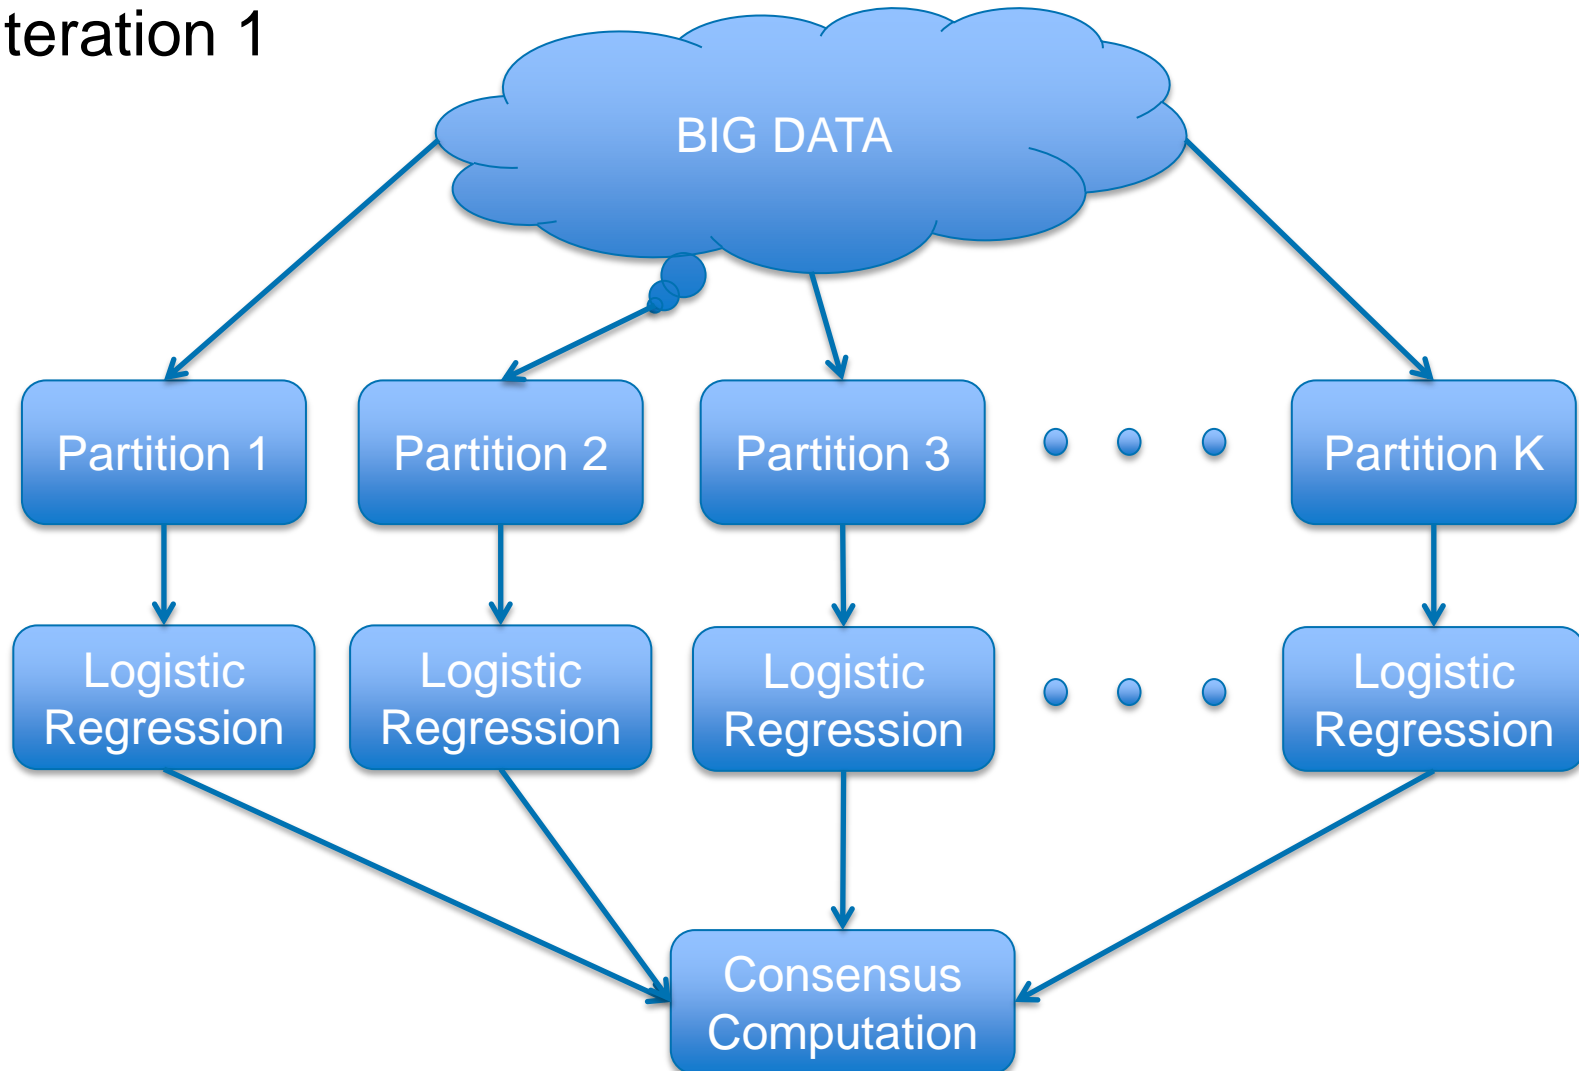 teration 1
BIG DATA
Partition 1
Partition 2
Partition 3
Partition K
Logistic
Regression
Logistic
Regression
Logistic
Regression
Logistic
Regression
Consensus
Computation